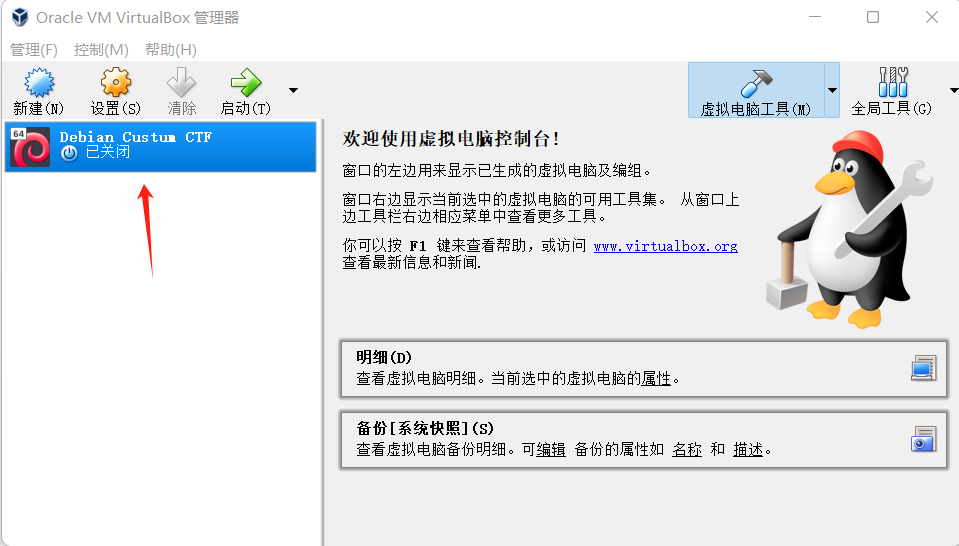 Oracle VM VirtualBox 管理器
管理(F) 控制(M) 帮助(H)
新建(N) 设置(S) 清除 启动(T) 虚拟电脑工具(M) 全局工具(G)
64
Debian Custum CTF
已关闭
欢迎使用虚拟电脑控制台!
窗口的左边用来显示已生成的虚拟电脑及编组。
窗口右边显示当前选中的虚拟电脑的可用工具集。 从窗口上
边工具栏右边相应菜单中查看更多工具。
你可以按 F1 键来查看帮助，或访问 www.virtualbox.org
查看最新信息和新闻.
明细(D)
查看虚拟电脑明细。当前选中的虚拟电脑的属性。
备份[系统快照](S)
查看虚拟电脑备份明细。可编辑 备份的属性如 名称 和 描述。